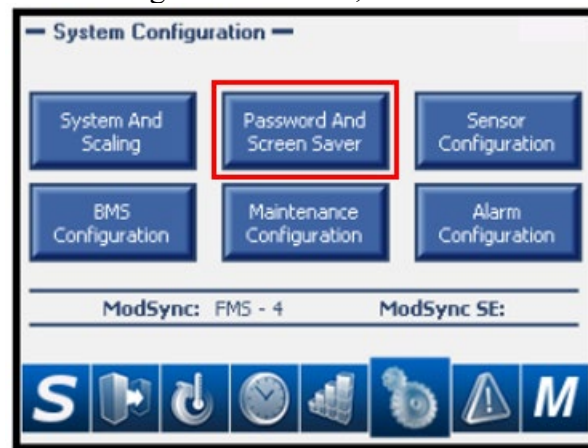 — System Configuration —
System And
Scaling
Password And
Screen Saver
Sensor
Configuration
BMS
Configuration
Maintenance
Configuration
Alarm
Configuration
ModSync: FMS - 4 ModSync SE:
S M